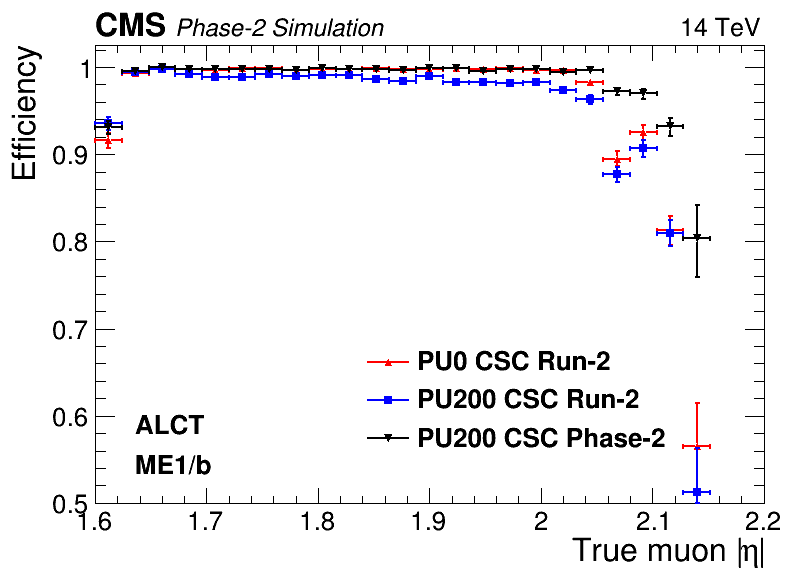 CMS Phase-2 Simulation 14 TeV
Efficiency
1
0.9
0.8
0.7
0.6
0.5
PU0 CSC Run-2
PU200 CSC Run-2
PU200 CSC Phase-2
ALCT
ME1/b
1.6 1.7 1.8 1.9 2 2.1 2.2
True muon |η|